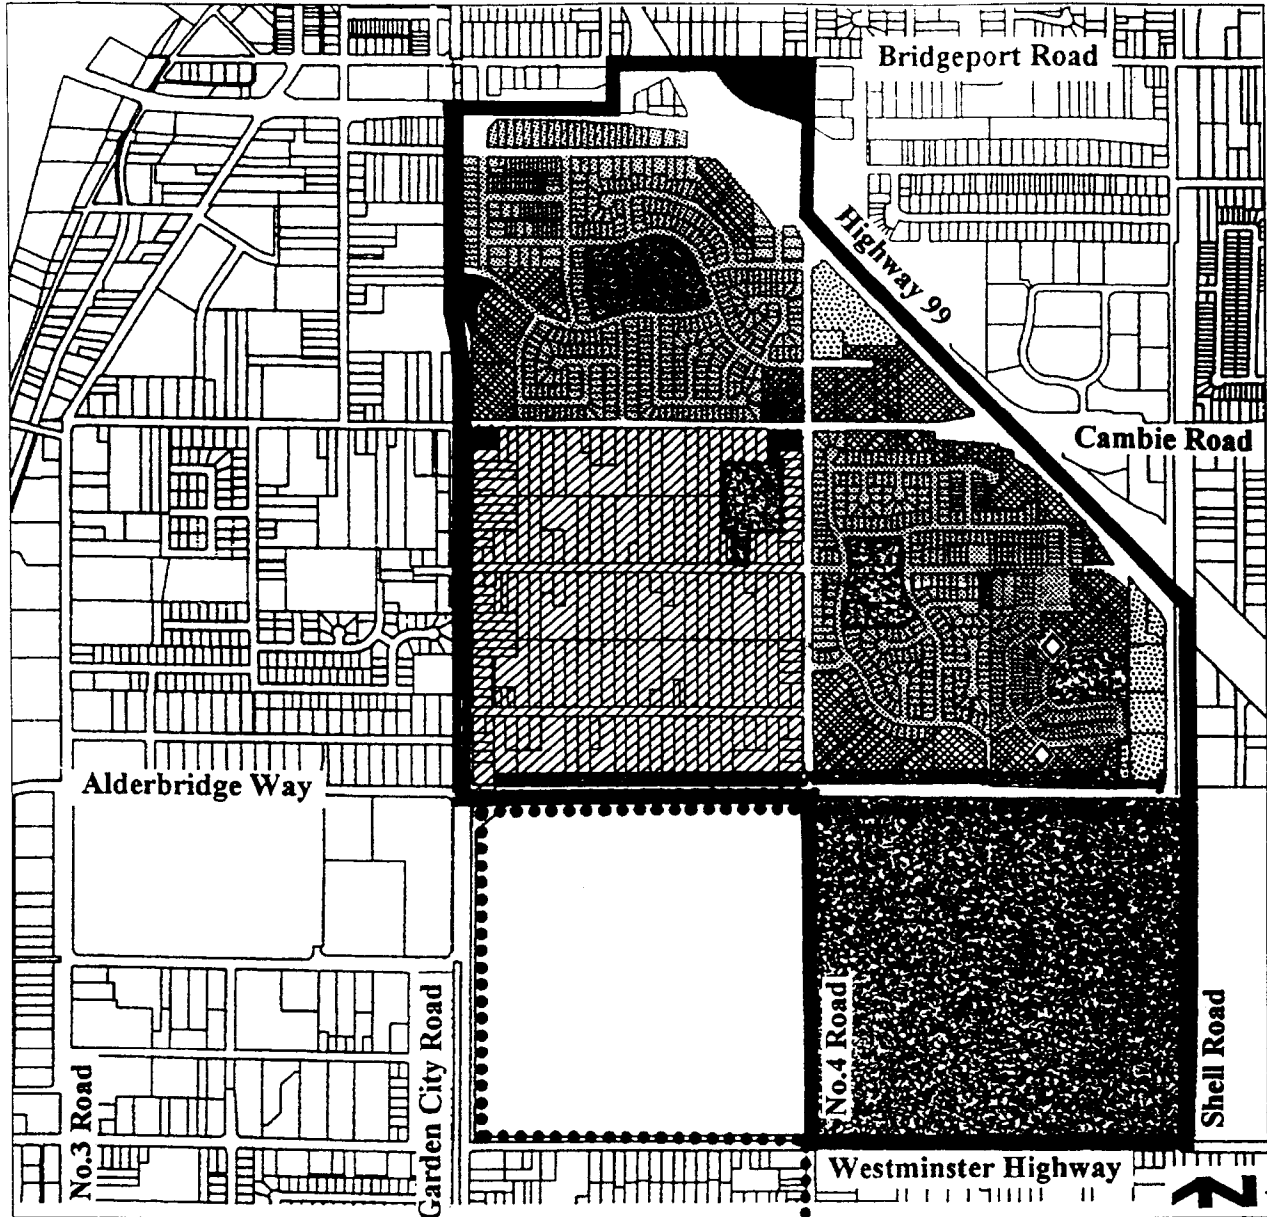 Bridgeport Road
Highway 99
Cambie Road
Alderbridge Way
No.3 Road
Garden City Road
No.4 Road
Shell Road
Westminster Highway
N